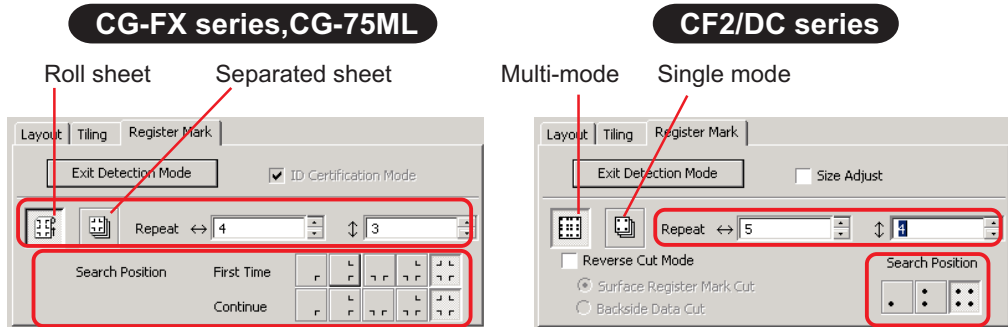 CG-FX series,CG-75ML
Roll sheet Separated sheet
Layout Tiling Register Mark
Exit Detection Mode ID Certification Mode
Repeat 4 3
Search Position First Time
Continue
CF2/DC series
Multi-mode Single mode
Layout Tiling Register Mark
Exit Detection Mode Size Adjust
Repeat 5 4
Reverse Cut Mode Search Position
Surface Register Mark Cut
Backside Data Cut